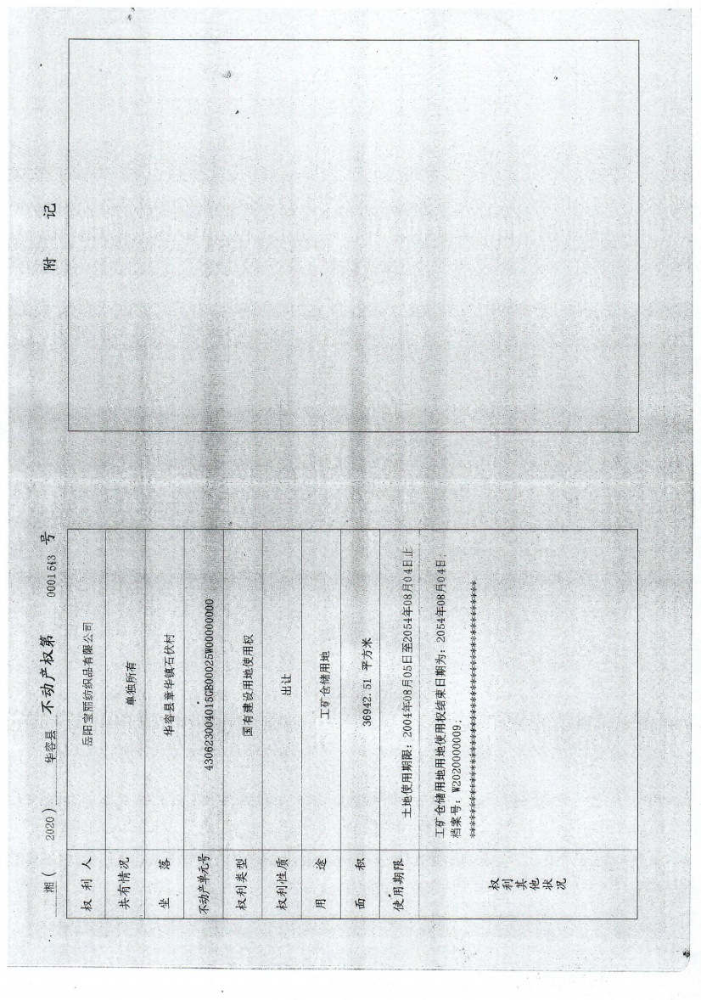 湘（ 2020 ） 华容县 不动产权第 0001543 号
权利人 岳阳宝丽纺织品有限公司
共有情况 单独所有
坐落 华容县章华镇石伏村
不动产单元号 430623004015GB00025W00000000
权利类型 国有建设用地使用权
权利性质 出让
用途 工矿仓储用地
面积 36942.51 平方米
使用期限 土地使用期限：2004年08月05日至2054年08月04日止
权利其他状况 工矿仓储用地用地使用权结束日期为：2054年08月04日；
档案号：W2020000009；
****************************************
附 记